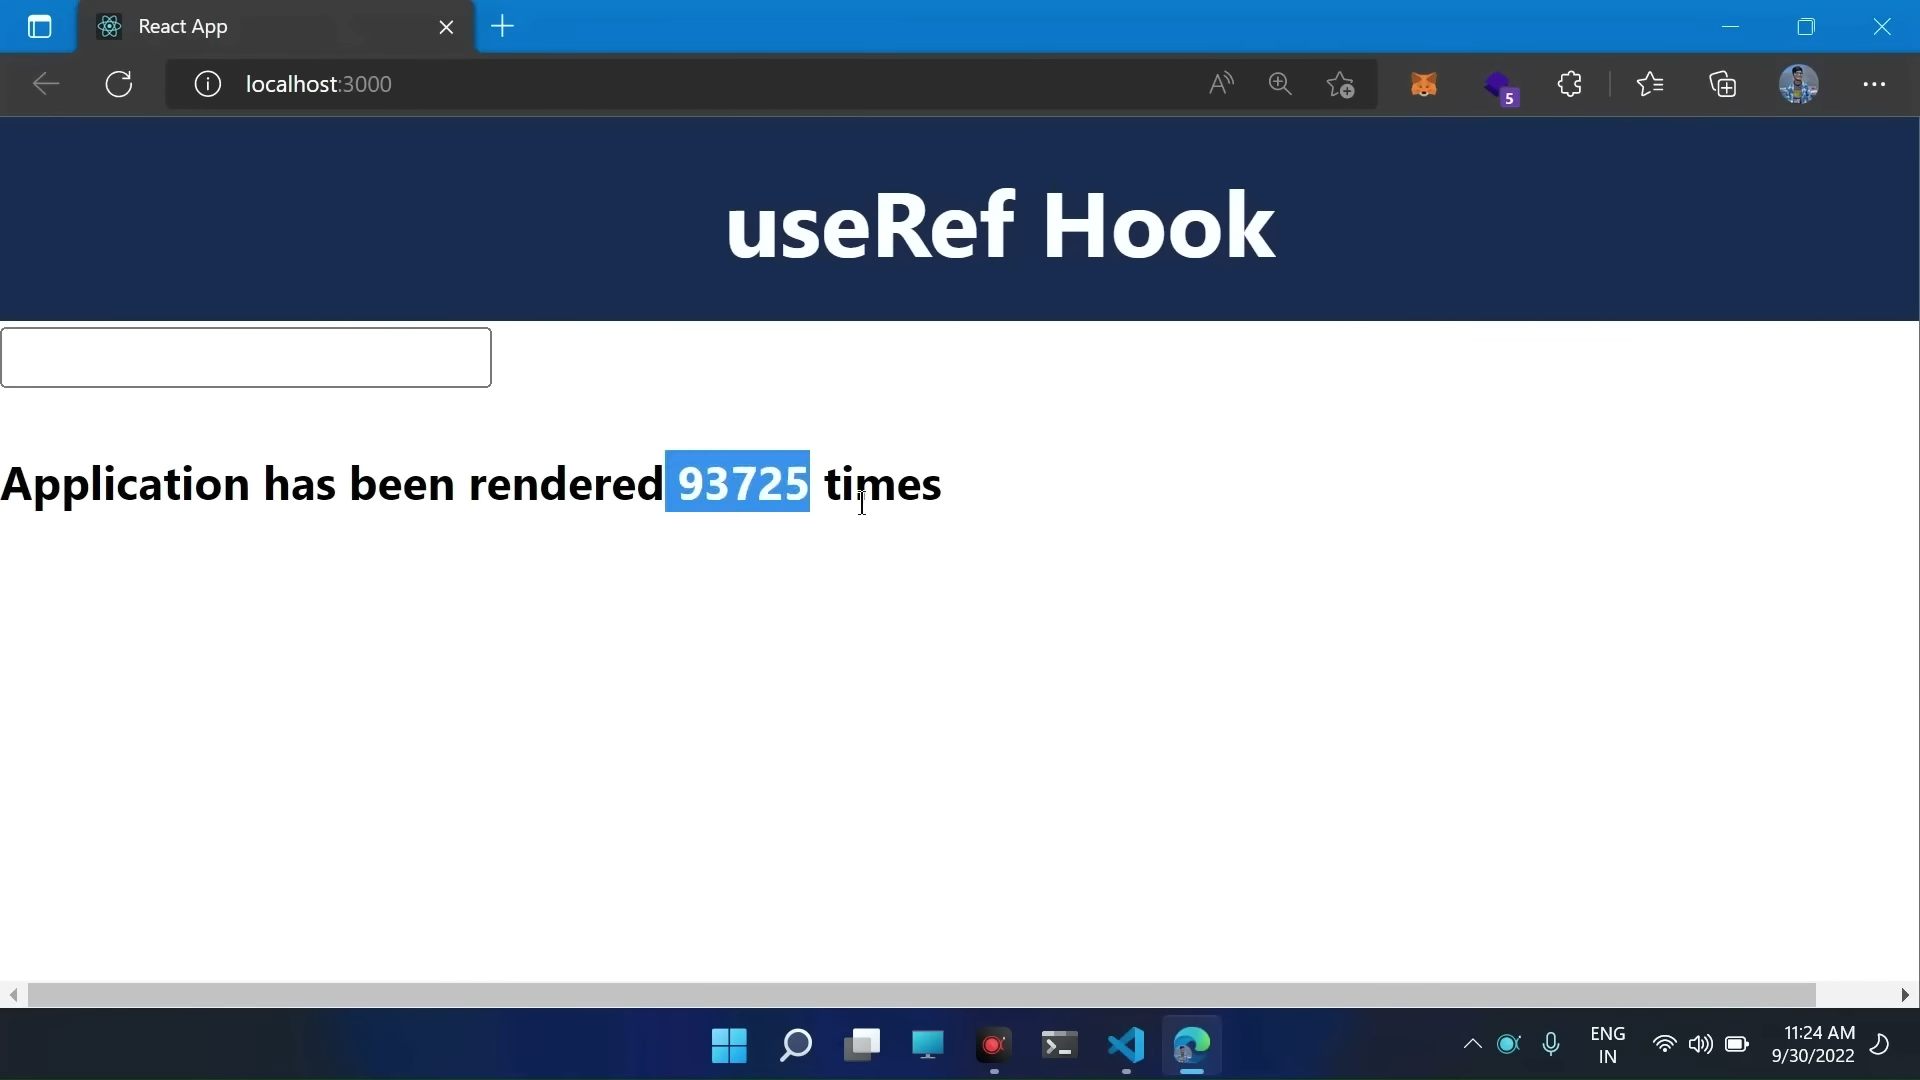 React App
localhost:3000
5
useRef Hook
Application has been rendered 93725 times
ENG
IN
11:24 AM
9/30/2022